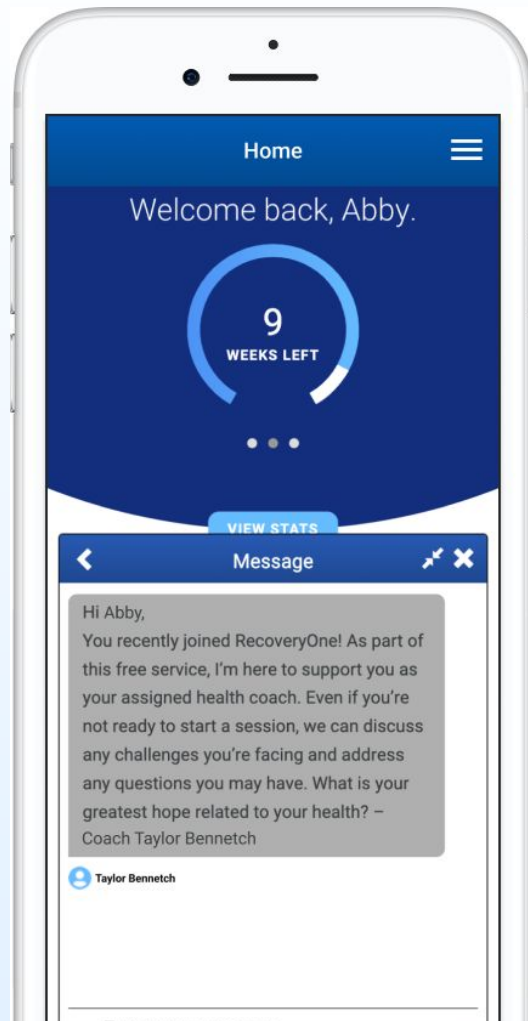 Home
Welcome back, Abby.
9
WEEKS LEFT
VIEW STATS
Message
Hi Abby,
You recently joined RecoveryOne! As part of
this free service, I'm here to support you as
your assigned health coach. Even if you're
not ready to start a session, we can discuss
any challenges you're facing and address
any questions you may have. What is your
greatest hope related to your health? –
Coach Taylor Bennetch
Taylor Bennetch